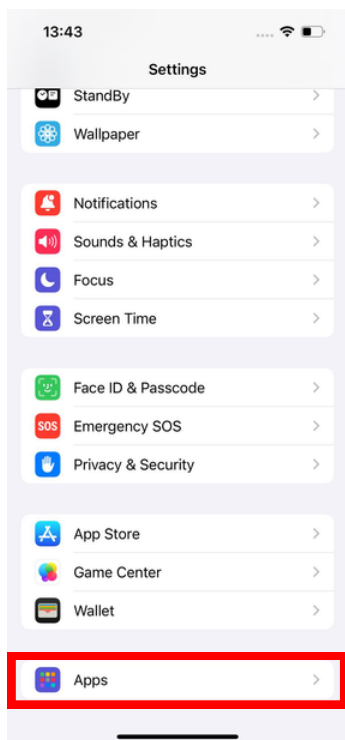 13:43
Settings
StandBy
Wallpaper
Notifications
Sounds & Haptics
Focus
Screen Time
Face ID & Passcode
SOS Emergency SOS
Privacy & Security
App Store
Game Center
Wallet
Apps